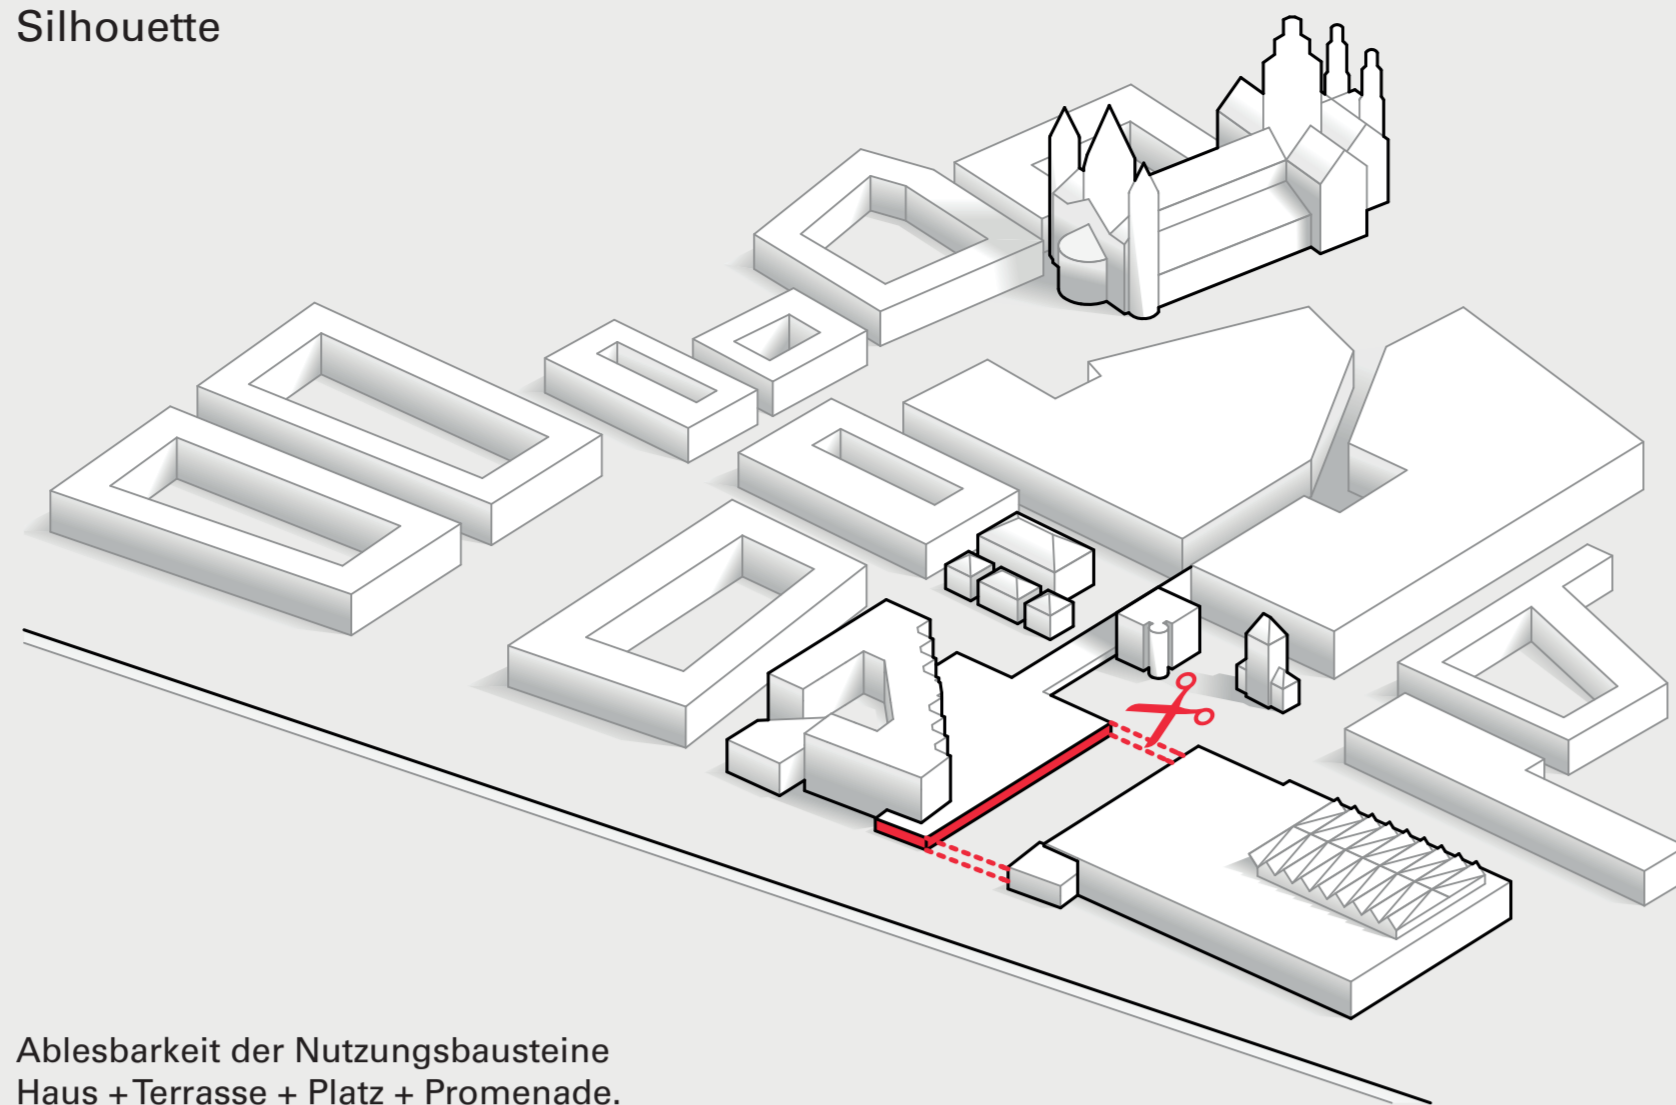 Silhouette
Ablesbarkeit der Nutzungsbausteine
Haus + Terrasse + Platz + Promenade.